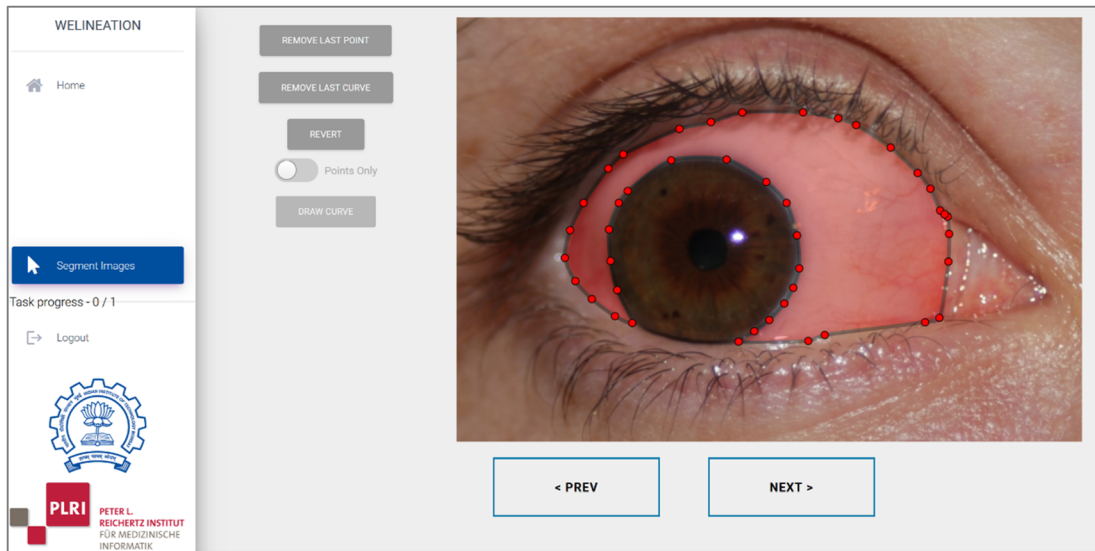 WELINEATION
Home
Segment Images
Task progress - 0 / 1
Logout
PLRI
PETER L.
REICHERTZ INSTITUT
FÜR MEDIZINISCHE
INFORMATIK
REMOVE LAST POINT
REMOVE LAST CURVE
REVERT
Points Only
DRAW CURVE
< PREV
NEXT >